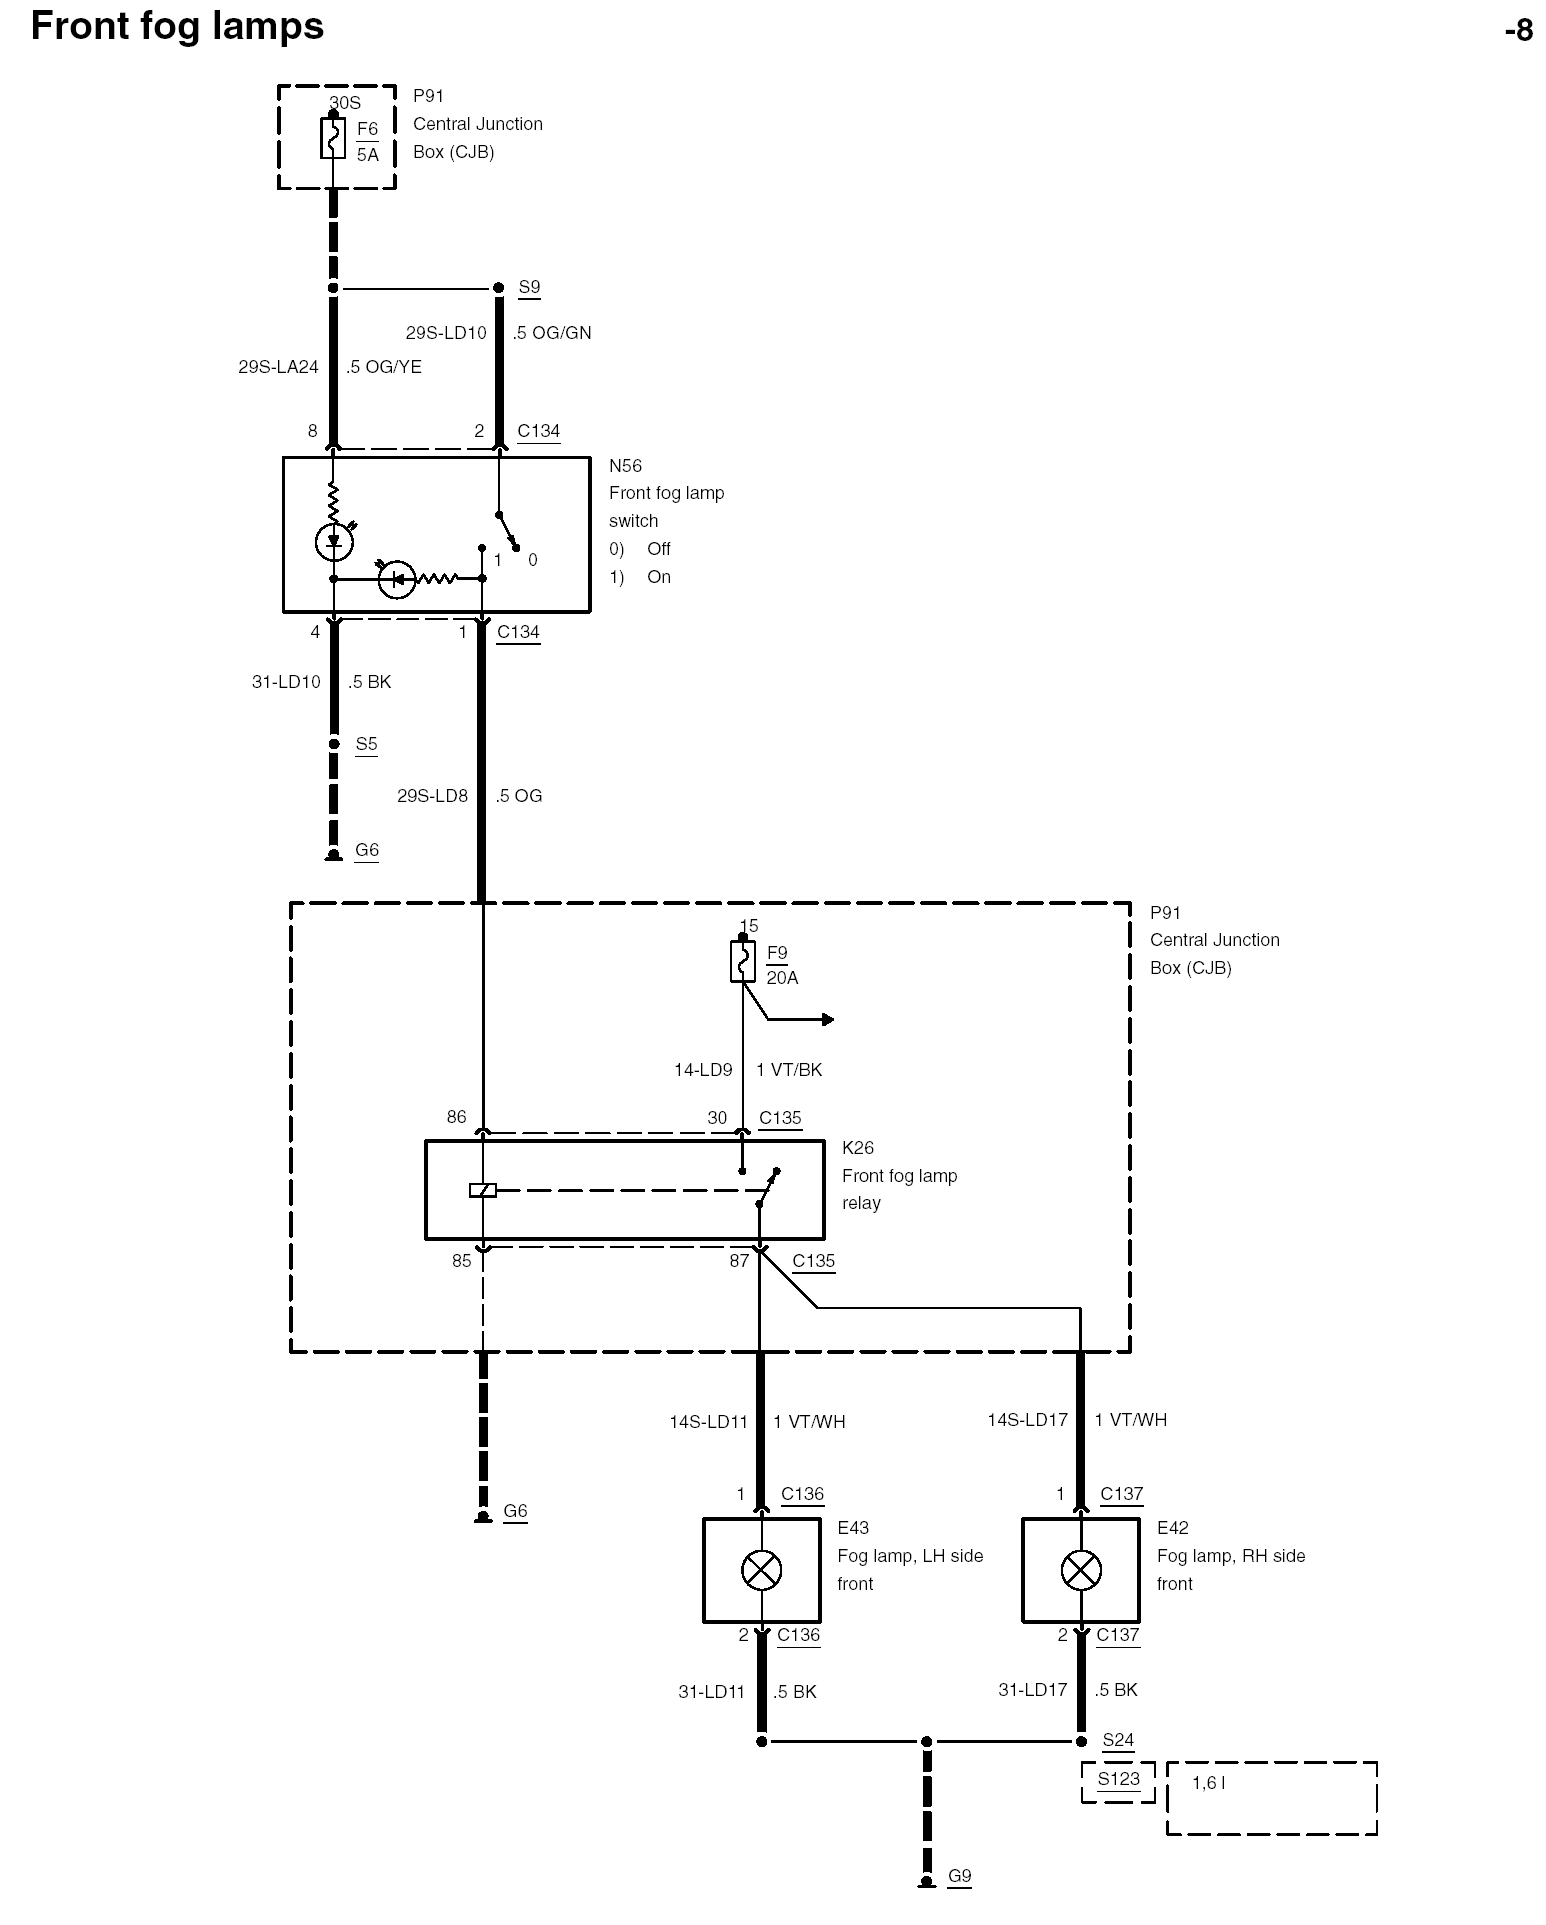 Front fog lamps
-8
30S
F6
5A
P91
Central Junction
Box (CJB)
S9
29S-LD10 .5 OG/GN
29S-LA24 .5 OG/YE
8
2
C134
N56
Front fog lamp
switch
0) Off
1) On
1
0
4
1
C134
31-LD10 .5 BK
S5
29S-LD8 .5 OG
G6
P91
Central Junction
Box (CJB)
15
F9
20A
14-LD9 1 VT/BK
86
30
C135
K26
Front fog lamp
relay
85
87
C135
14S-LD11 1 VT/WH
14S-LD17 1 VT/WH
1
C136
1
C137
G6
E43
Fog lamp, LH side
front
E42
Fog lamp, RH side
front
2
C136
2
C137
31-LD11 .5 BK
31-LD17 .5 BK
S24
S123
1,6 l
G9